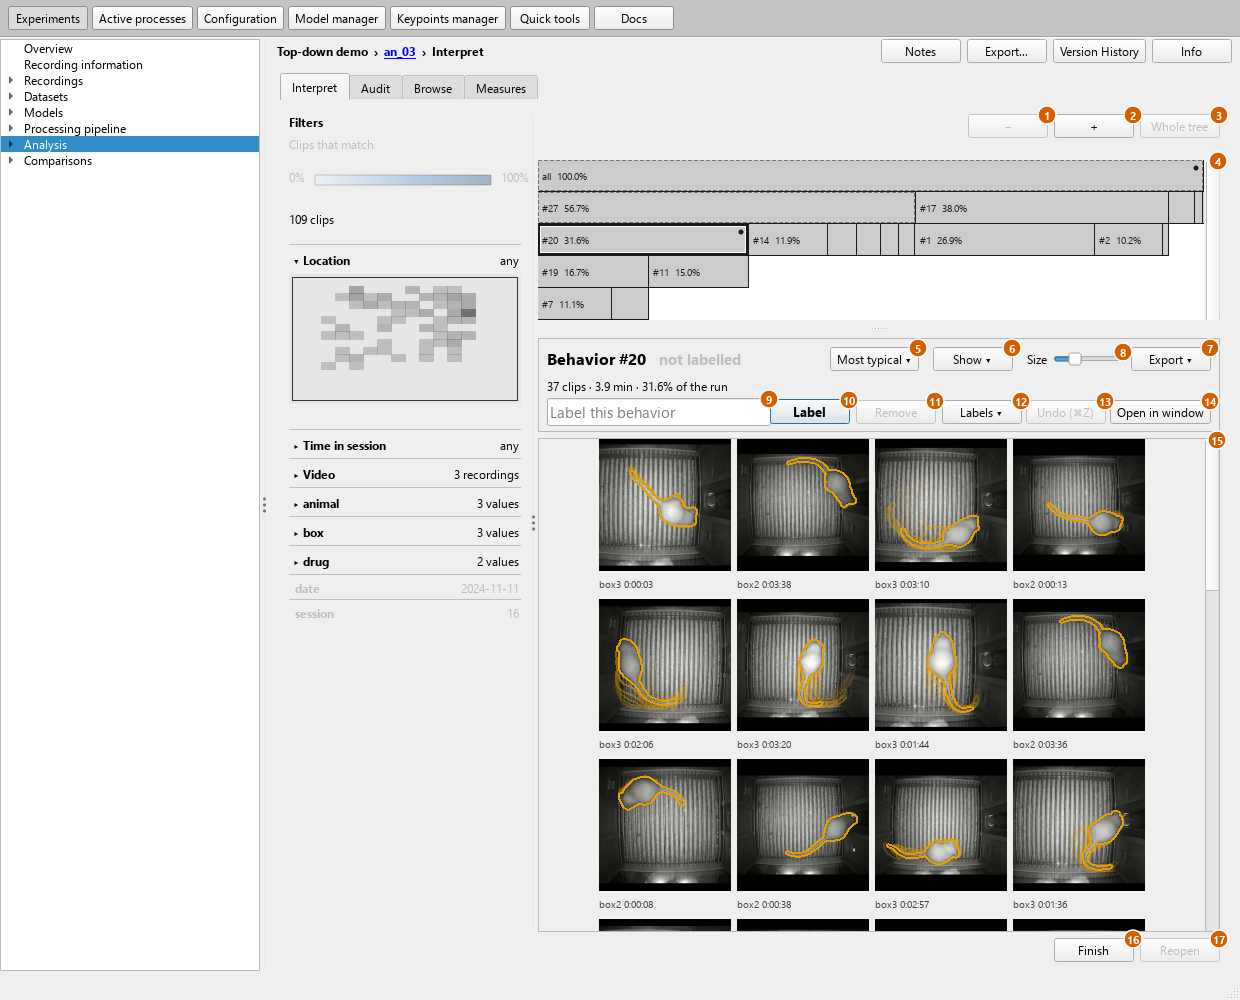 Experiments
Active processes
Configuration
Model manager
Keypoints manager
Quick tools
Docs
Overview
Recording information
Recordings
Datasets
Models
Processing pipeline
Analysis
Comparisons
Top-down demo › an_03 › Interpret
Notes
Export...
Version History
Info
Interpret
Audit
Browse
Measures
Filters
Clips that match
0%
100%
109 clips
Location
any
Time in session
any
Video
3 recordings
animal
3 values
box
3 values
drug
2 values
date
2024-11-11
session
16
−
1
+
2
Whole tree
3
4
all 100.0%
#27 56.7%
#17 38.0%
#20 31.6%
#14 11.9%
#1 26.9%
#2 10.2%
#19 16.7%
#11 15.0%
#7 11.1%
Behavior #20 not labelled
Most typical
5
Show
6
Size
8
Export
7
37 clips · 3.9 min · 31.6% of the run
Label this behavior
9
Label
10
Remove
11
Labels
12
Undo (⌘Z)
13
Open in window
14
15
box3 0:00:03
box2 0:03:38
box3 0:03:10
box2 0:00:13
box3 0:02:06
box3 0:03:20
box3 0:01:44
box2 0:03:36
box2 0:00:08
box2 0:00:38
box3 0:02:57
box3 0:01:36
Finish
16
Reopen
17